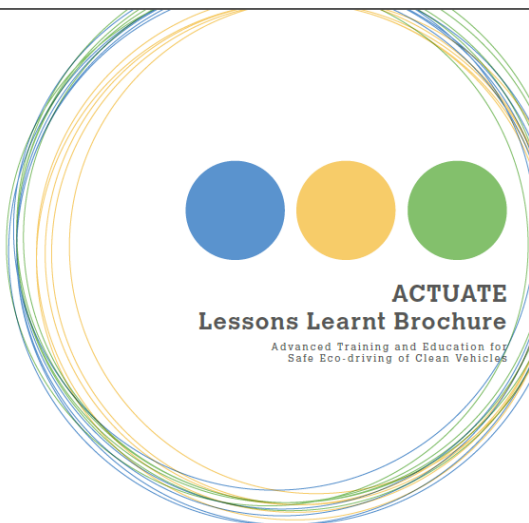 ACTUATE
Lessons Learnt Brochure
Advanced Training and Education for
Safe Eco-driving of Clean Vehicles